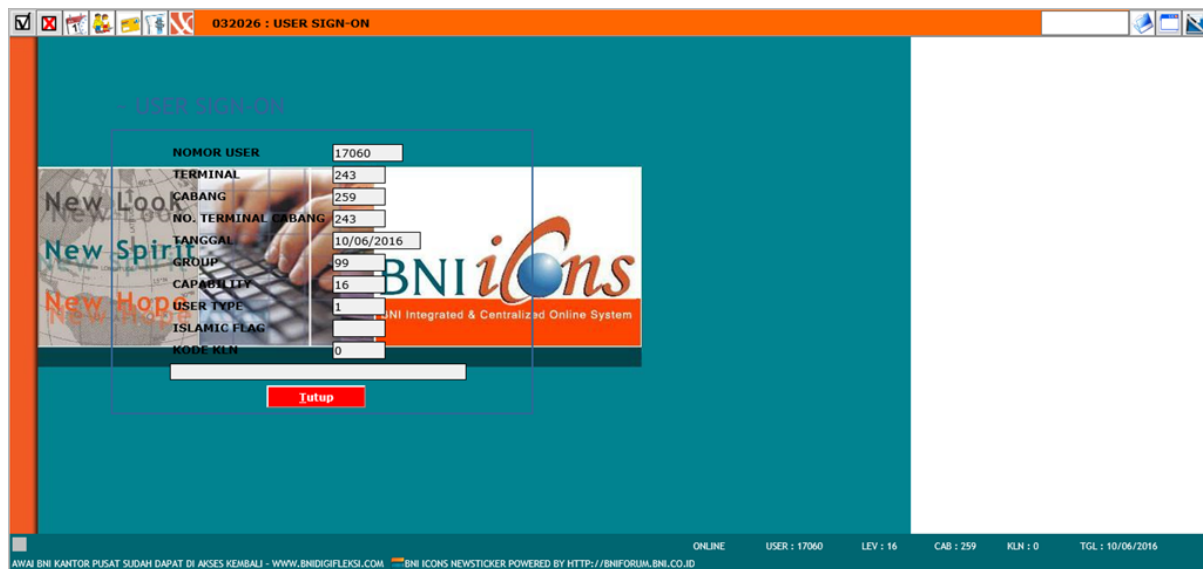 032026 : USER SIGN-ON
- USER SIGN-ON
NOMOR USER 17060
TERMINAL 243
CABANG 259
NO. TERMINAL CABANG 243
TANGGAL 10/06/2016
GROUP 99
CAPABILITY 16
USER TYPE 1
ISLAMIC FLAG
KODE KLN 0
Tutup
New Look
New Spirit
New Hope
BNI icons
BNI Integrated & Centralized Online System
ONLINE USER : 17060 LEV : 16 CAB : 259 KLN : 0 TGL : 10/06/2016
AWAI BNI KANTOR PUSAT SUDAH DAPAT DI AKSES KEMBALI - WWW.BNIDIGIFLEKSI.COM BNI ICONS NEWSTICKER POWERED BY HTTP://BNIFORUM.BNI.CO.ID